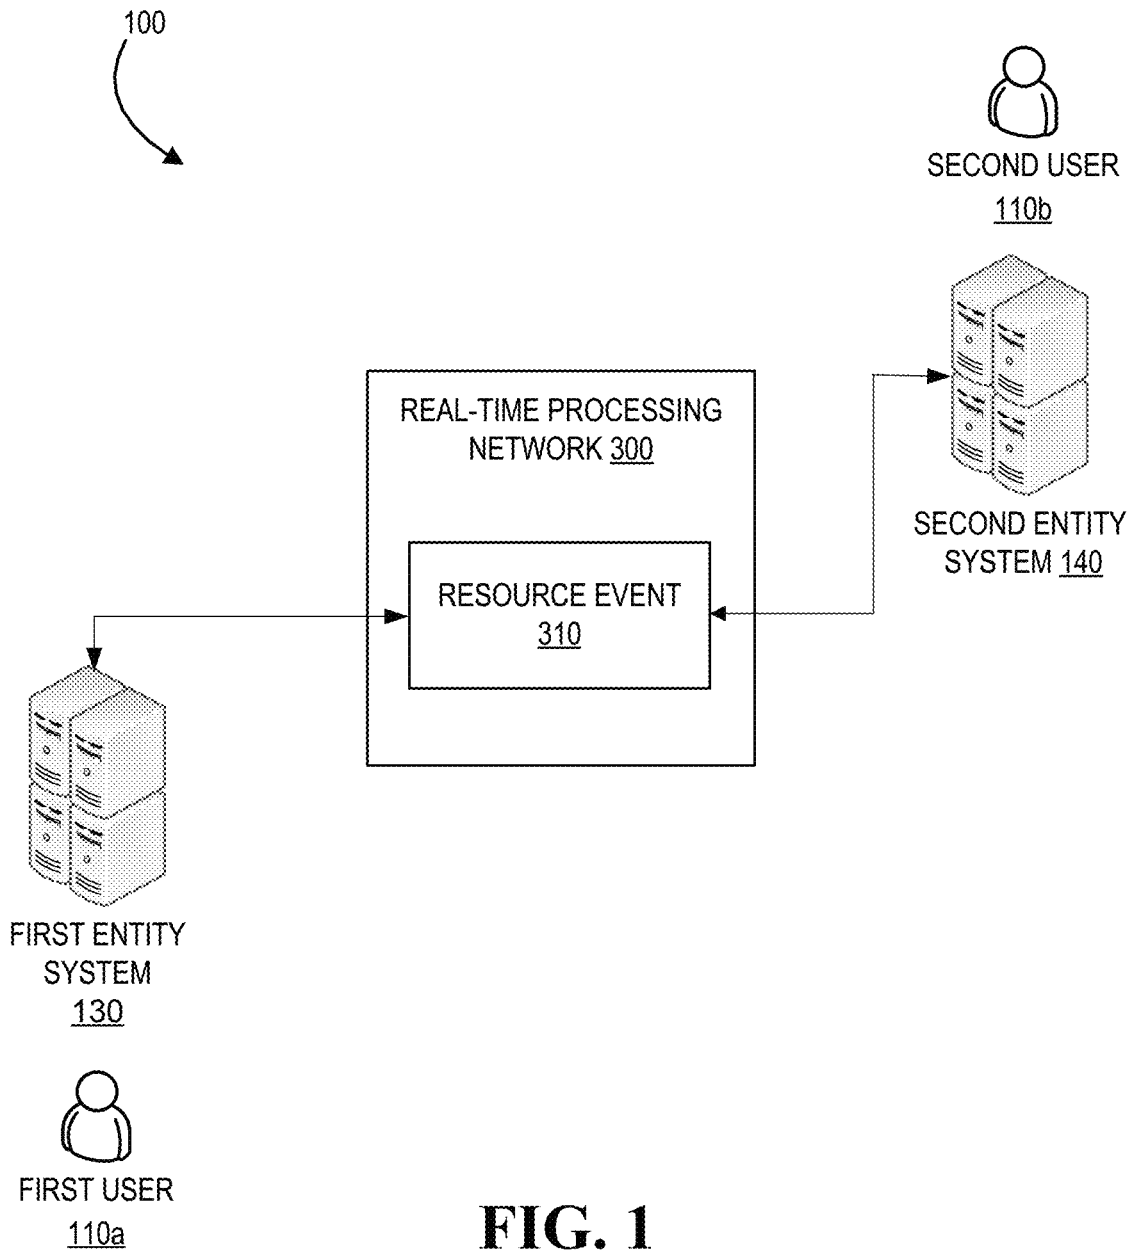 100
SECOND USER
110b
REAL-TIME PROCESSING
NETWORK 300
SECOND ENTITY
SYSTEM 140
RESOURCE EVENT
310
FIRST ENTITY
SYSTEM
130
FIRST USER
110a
FIG. 1